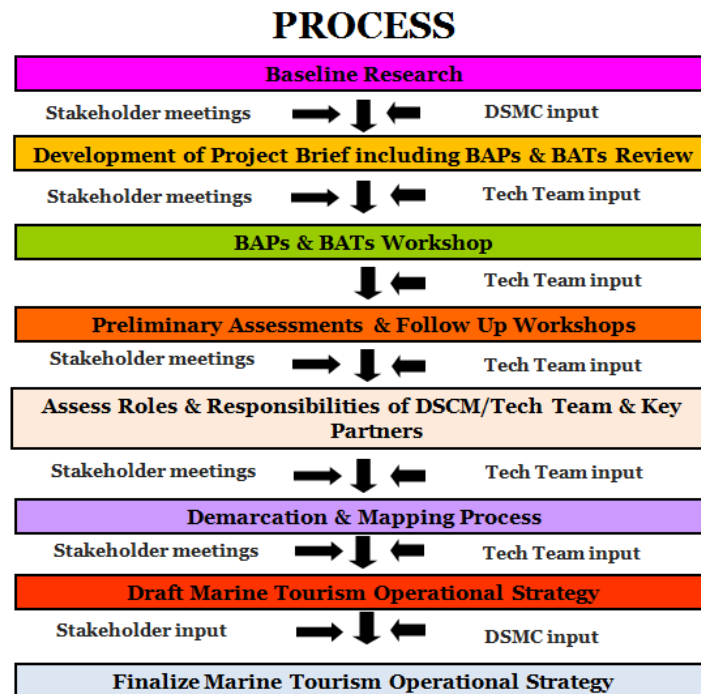 PROCESS
Baseline Research
Stakeholder meetings DSMC input
Development of Project Brief including BAPs & BATs Review
Stakeholder meetings Tech Team input
BAPs & BATs Workshop
Tech Team input
Preliminary Assessments & Follow Up Workshops
Stakeholder meetings Tech Team input
Assess Roles & Responsibilities of DSCM/Tech Team & Key
Partners
Stakeholder meetings Tech Team input
Demarcation & Mapping Process
Stakeholder meetings Tech Team input
Draft Marine Tourism Operational Strategy
Stakeholder input DSMC input
Finalize Marine Tourism Operational Strategy